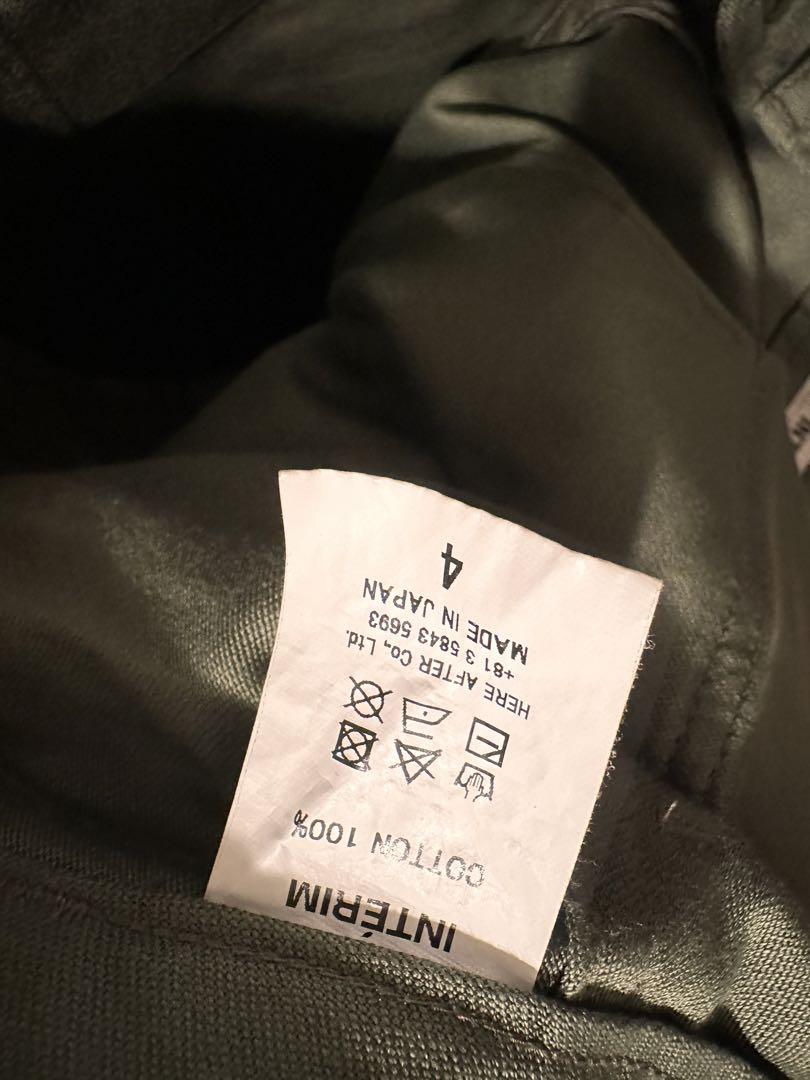 INTÉRIM
COTTON 100%
HERE AFTER Co., Ltd.
+81 3 5843 5693
MADE IN JAPAN
4